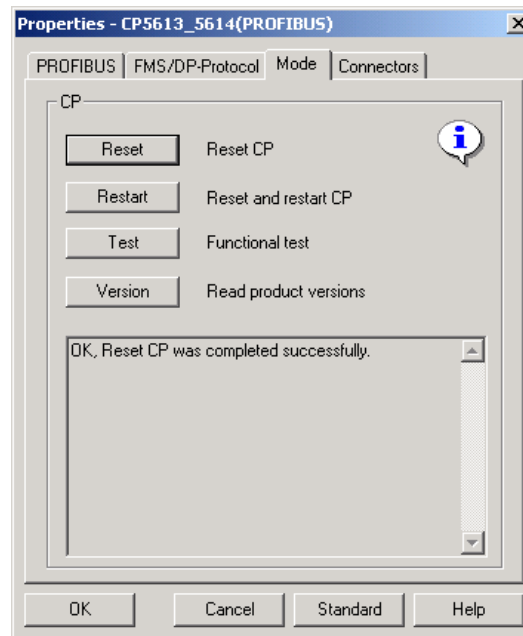 Properties - CP5613_5614(PROFIBUS)
PROFIBUS FMS/DP-Protocol Mode Connectors
CP
Reset Reset CP
Restart Reset and restart CP
Test Functional test
Version Read product versions
OK, Reset CP was completed successfully.
OK Cancel Standard Help